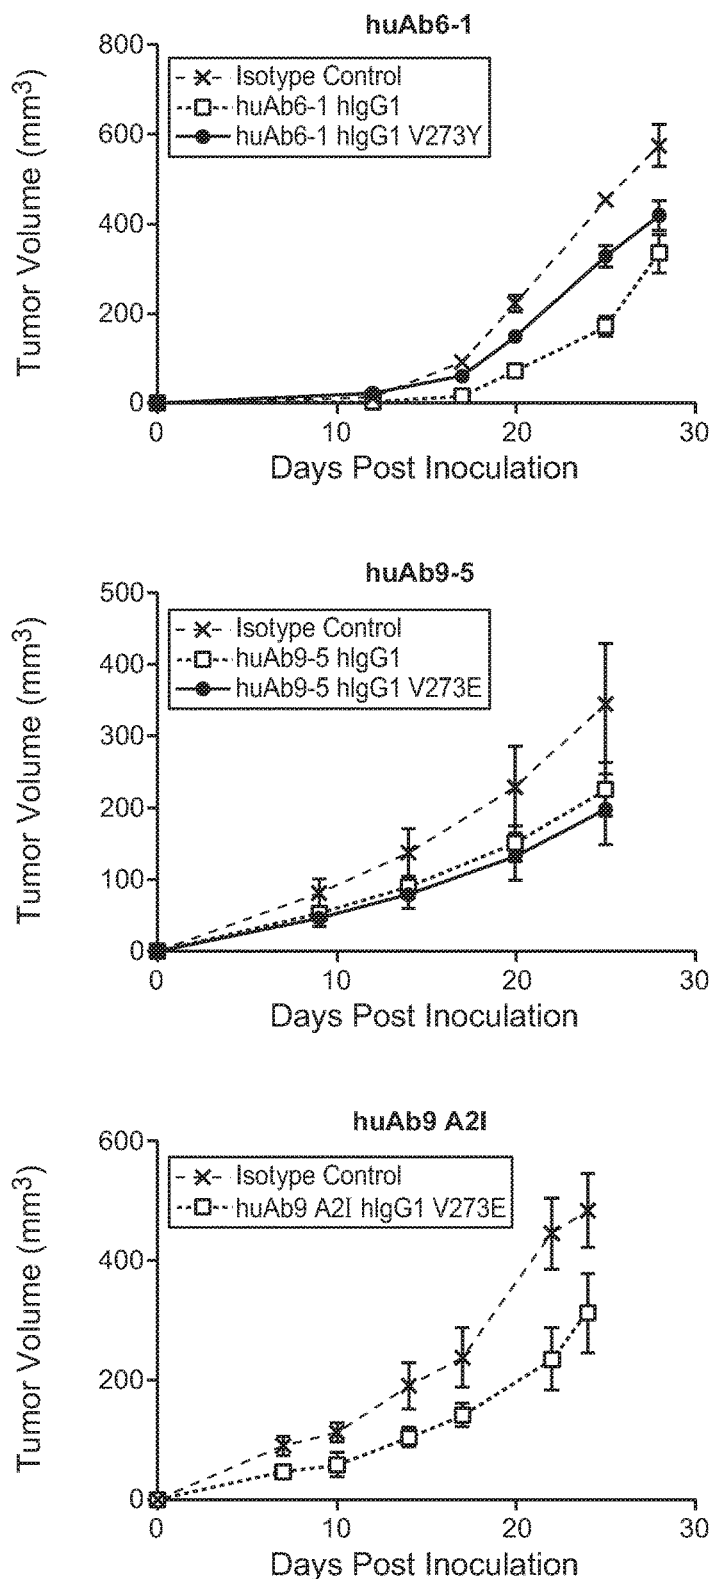 huAb6-1
800
600
400
200
0
Tumor Volume (mm³)
Isotype Control
huAb6-1 hIgG1
huAb6-1 hIgG1 V273Y
0 10 20 30
Days Post Inoculation
huAb9-5
500
400
300
200
100
0
Tumor Volume (mm³)
Isotype Control
huAb9-5 hIgG1
huAb9-5 hIgG1 V273E
0 10 20 30
Days Post Inoculation
huAb9 A2I
600
400
200
0
Tumor Volume (mm³)
Isotype Control
huAb9 A2I hIgG1 V273E
0 10 20 30
Days Post Inoculation